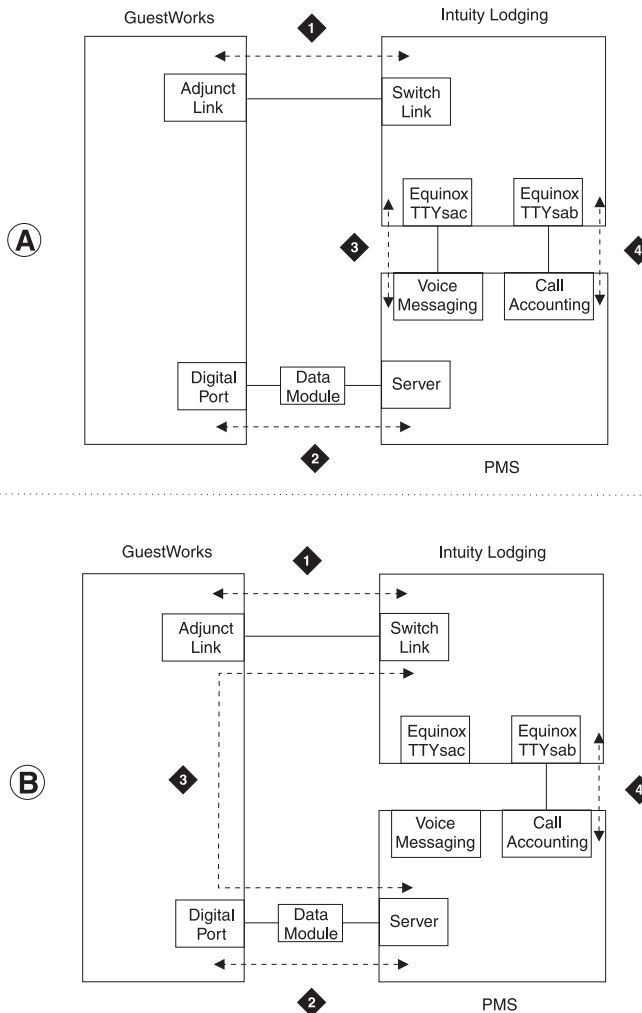 GuestWorks
Intuity Lodging
1
Adjunct
Link
Switch
Link
Equinox
TTYsac
Equinox
TTYsab
A
3
4
Voice
Messaging
Call
Accounting
Digital
Port
Data
Module
Server
2
PMS
GuestWorks
Intuity Lodging
1
Adjunct
Link
Switch
Link
Equinox
TTYsac
Equinox
TTYsab
B
3
4
Voice
Messaging
Call
Accounting
Digital
Port
Data
Module
Server
2
PMS